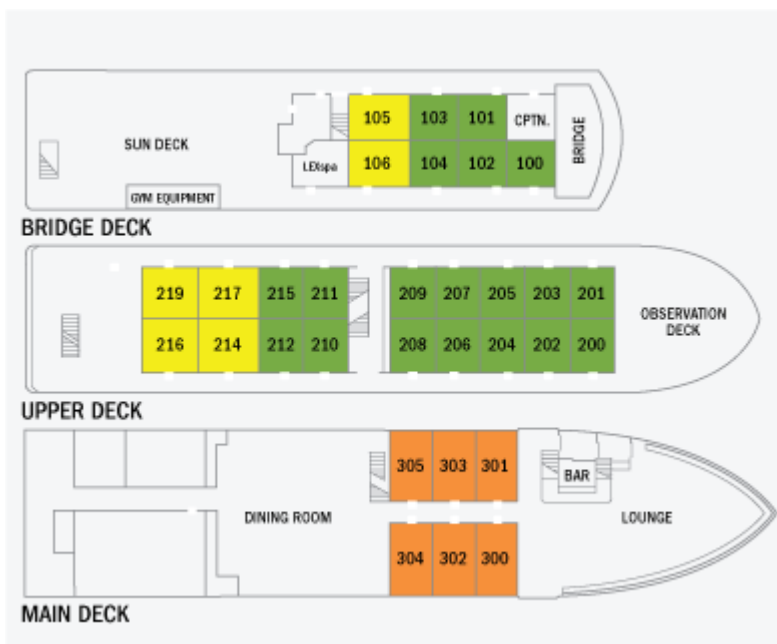 105 103 101 CPTN.
SUN DECK
BRIDGE
LEXspa 106 104 102 100
GYM EQUIPMENT
BRIDGE DECK
219 217 215 211 209 207 205 203 201
OBSERVATION
DECK
216 214 212 210 208 206 204 202 200
UPPER DECK
305 303 301
BAR
DINING ROOM
LOUNGE
304 302 300
MAIN DECK